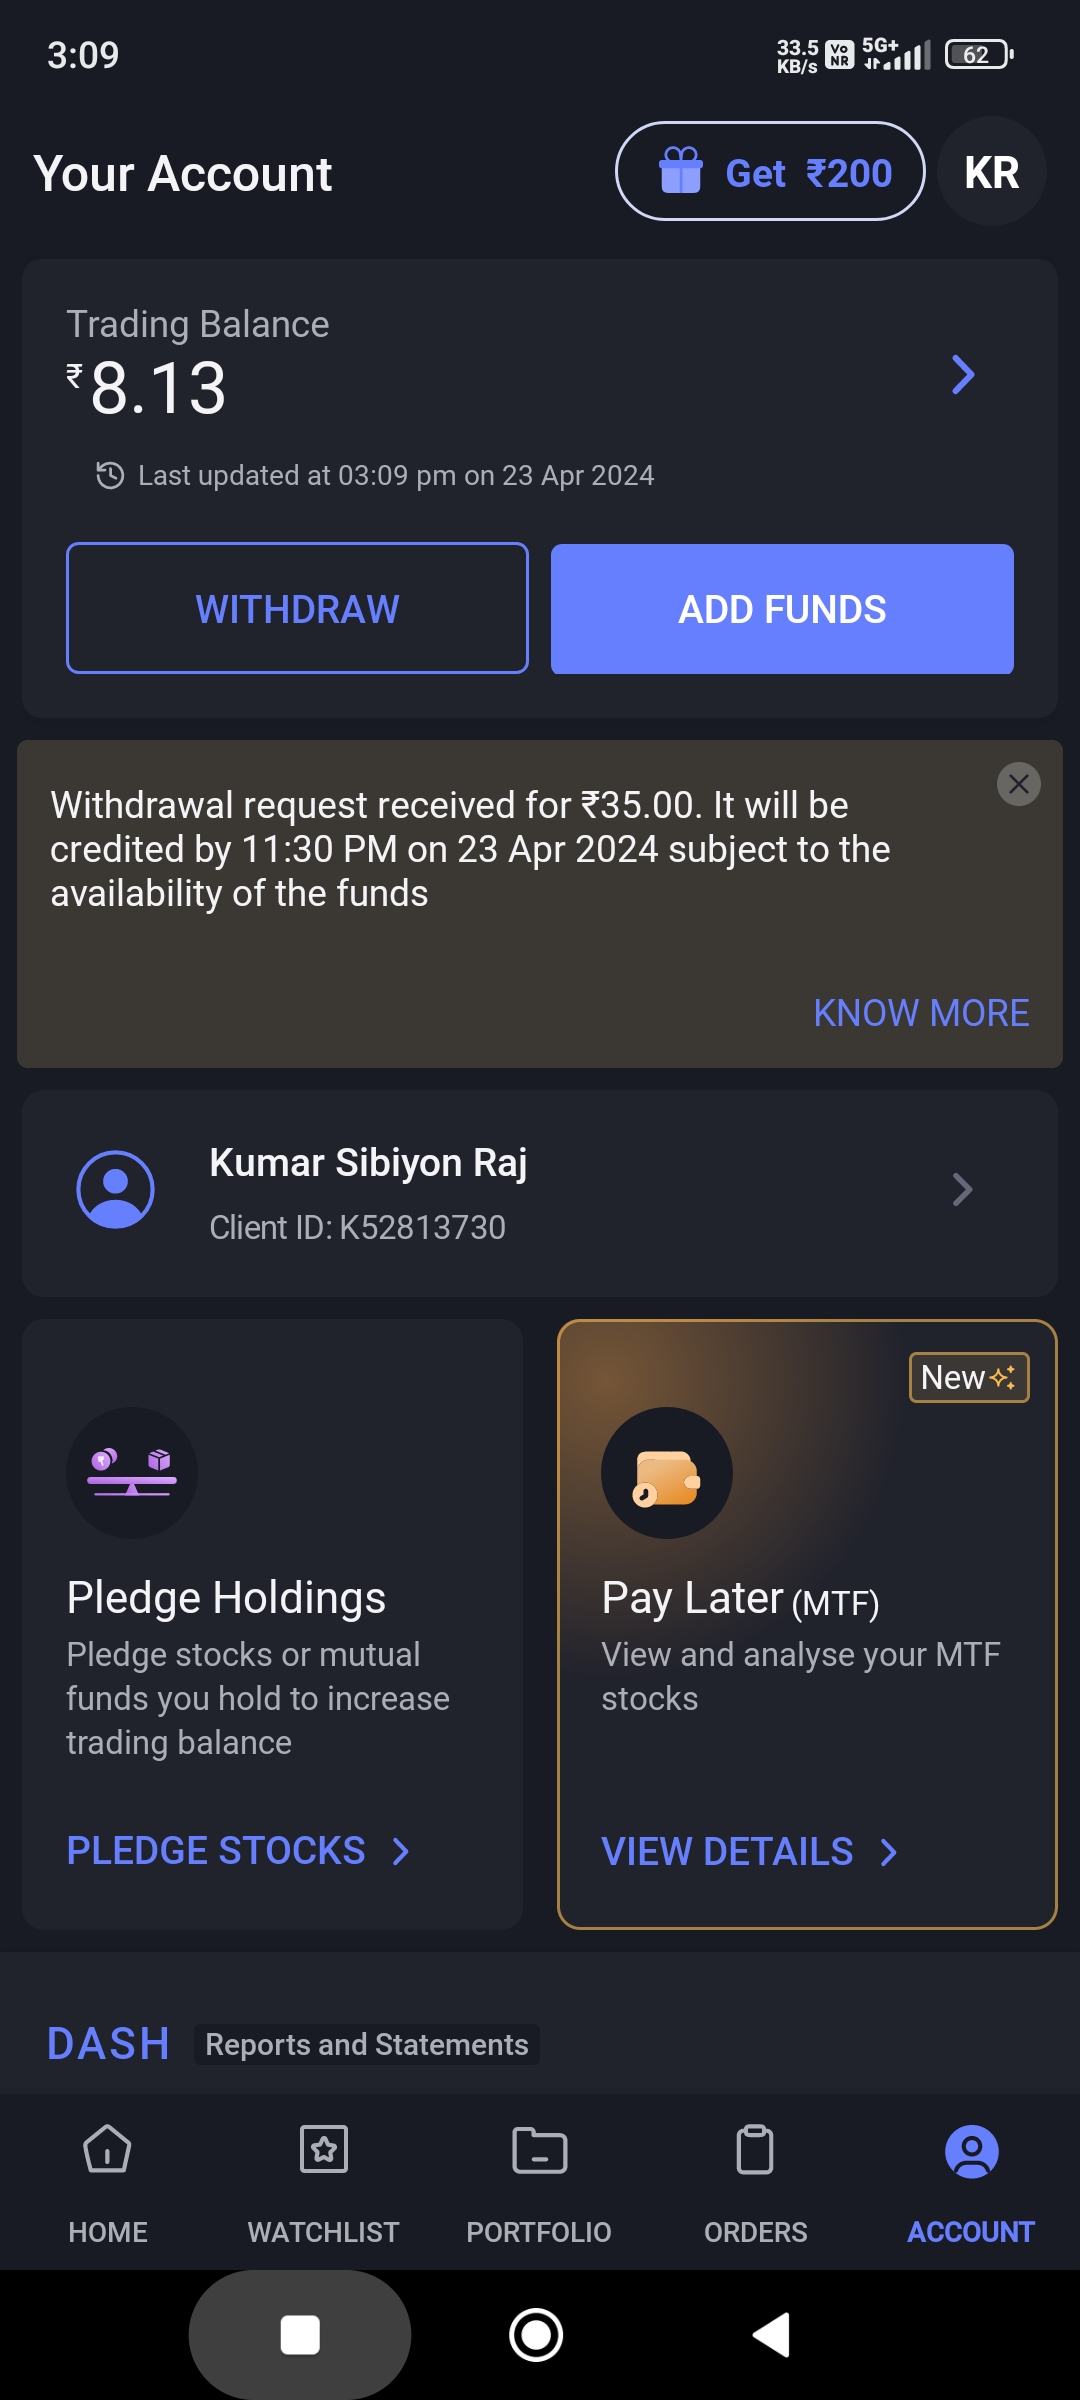 3:09
33.5 KB/s
Vo NR
5G+
62
Your Account
Get ₹200
KR
Trading Balance
₹8.13
Last updated at 03:09 pm on 23 Apr 2024
WITHDRAW
ADD FUNDS
Withdrawal request received for ₹35.00. It will be
credited by 11:30 PM on 23 Apr 2024 subject to the
availability of the funds
KNOW MORE
Kumar Sibiyon Raj
Client ID: K52813730
New
Pledge Holdings
Pledge stocks or mutual
funds you hold to increase
trading balance
PLEDGE STOCKS
Pay Later (MTF)
View and analyse your MTF
stocks
VIEW DETAILS
DASH Reports and Statements
HOME
WATCHLIST
PORTFOLIO
ORDERS
ACCOUNT